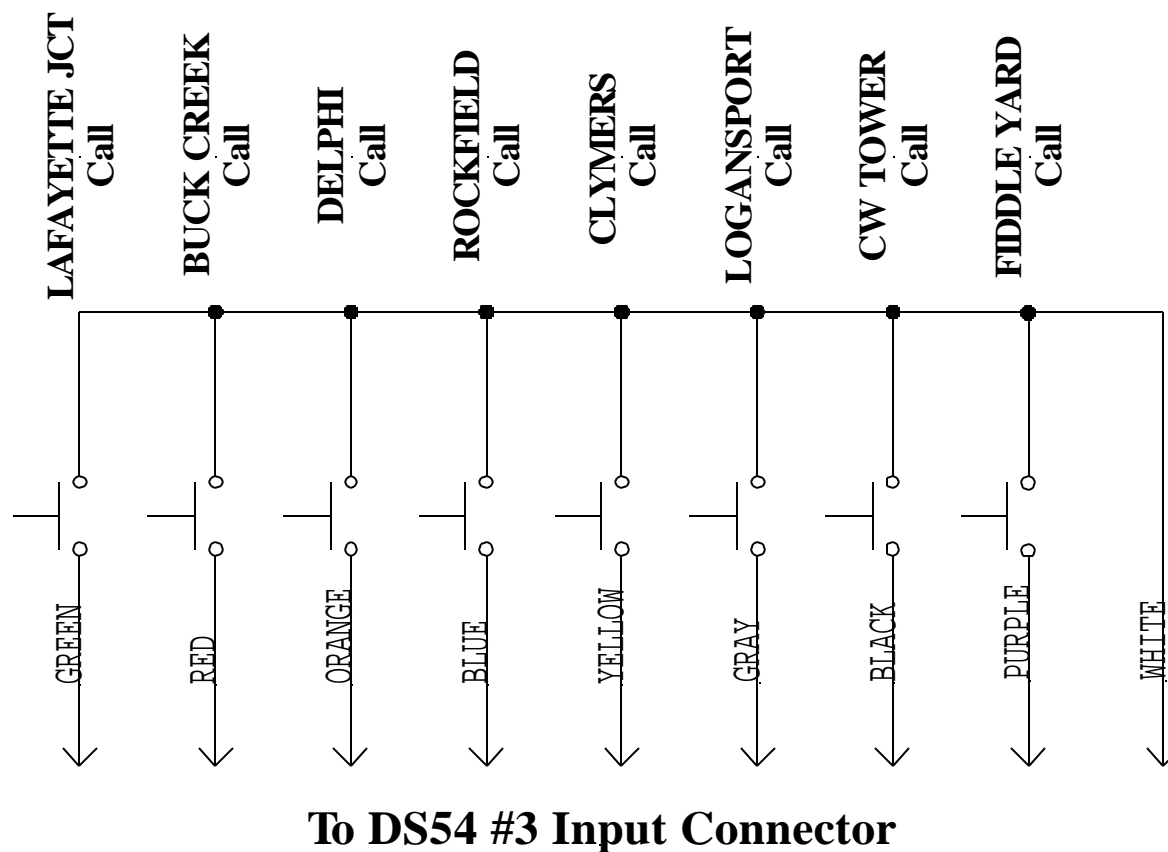 LAFAYETTE JCT
Call
BUCK CREEK
Call
DELPHI
Call
ROCKFIELD
Call
CLYMERS
Call
LOGANSPORT
Call
CW TOWER
Call
FIDDLE YARD
Call
GREEN
RED
ORANGE
BLUE
YELLOW
GRAY
BLACK
PURPLE
WHITE
To DS54 #3 Input Connector